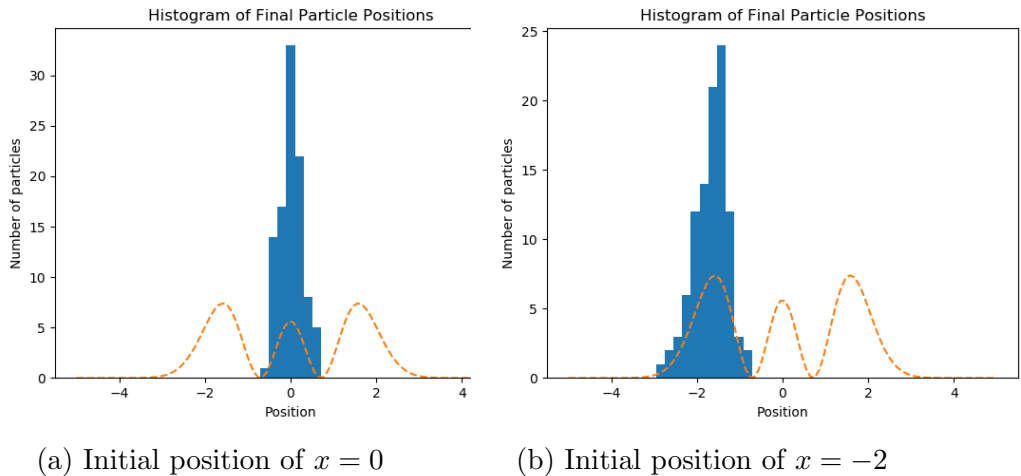 Histogram of Final Particle Positions
Number of particles
30
25
20
15
10
5
0
−4
−2
0
2
4
Position
(a) Initial position of x = 0
Histogram of Final Particle Positions
Number of particles
25
20
15
10
5
0
−4
−2
0
2
4
Position
(b) Initial position of x = −2